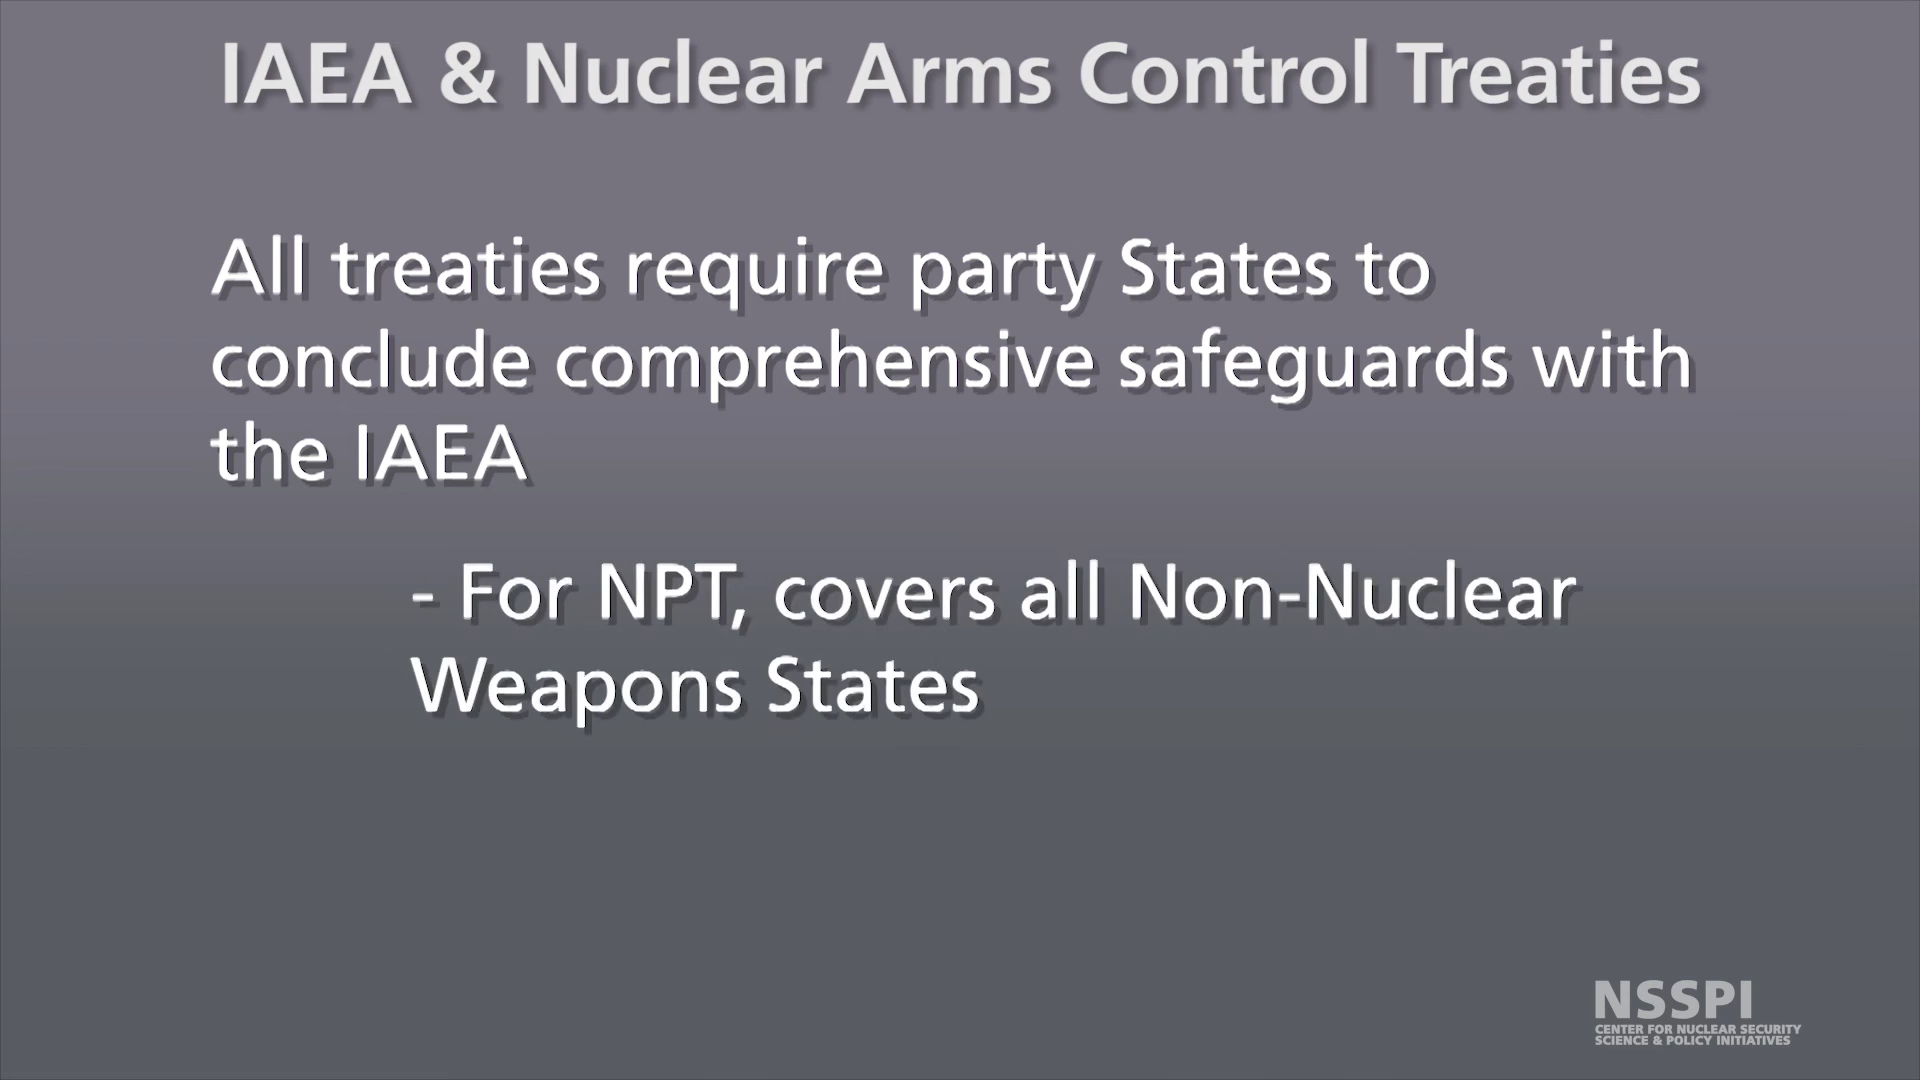 IAEA & Nuclear Arms Control Treaties
All treaties require party States to
conclude comprehensive safeguards with
the IAEA
- For NPT, covers all Non-Nuclear
Weapons States
NSSPI
CENTER FOR NUCLEAR SECURITY
SCIENCE & POLICY INITIATIVES